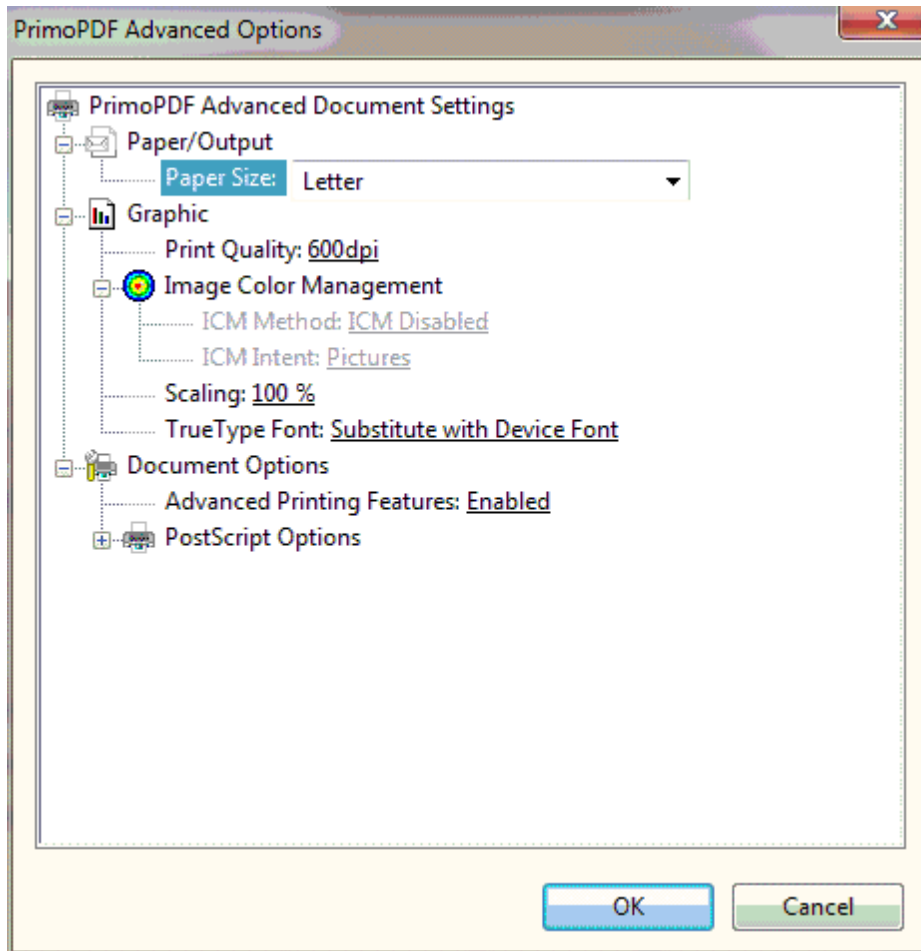 PrimoPDF Advanced Options
PrimoPDF Advanced Document Settings
Paper/Output
Paper Size: Letter
Graphic
Print Quality: 600dpi
Image Color Management
ICM Method: ICM Disabled
ICM Intent: Pictures
Scaling: 100 %
TrueType Font: Substitute with Device Font
Document Options
Advanced Printing Features: Enabled
PostScript Options
OK Cancel